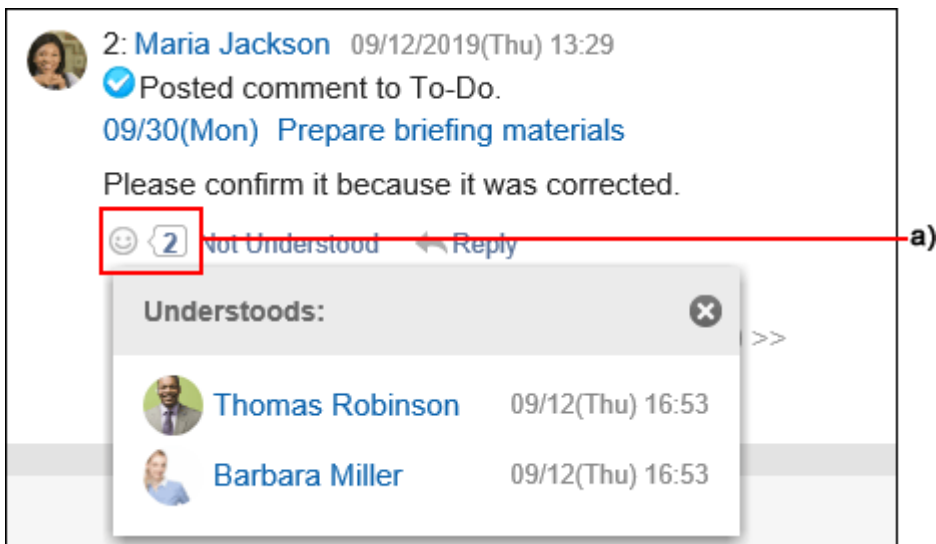 2: Maria Jackson 09/12/2019(Thu) 13:29
Posted comment to To-Do.
09/30(Mon) Prepare briefing materials
Please confirm it because it was corrected.
2 Not Understood Reply
a)
Understoods:
>>
Thomas Robinson 09/12(Thu) 16:53
Barbara Miller 09/12(Thu) 16:53